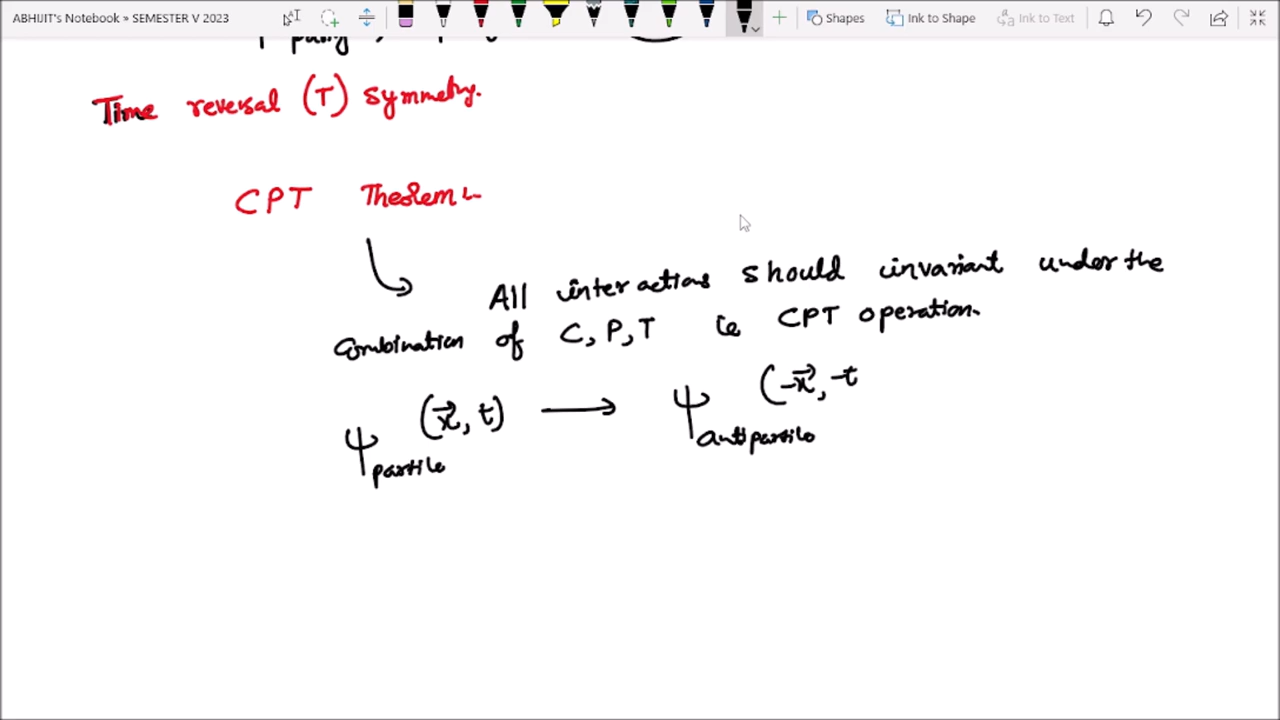 ABHIJIT's Notebook » SEMESTER V 2023
Shapes
Ink to Shape
Ink to Text
Time reversal (T) symmetry.
CPT Theorem
All interactions should invariant under the
combination of C, P, T ie CPT operation.
ψ particle (x⃗, t) ⟶ ψ antiparticle (-x⃗, -t